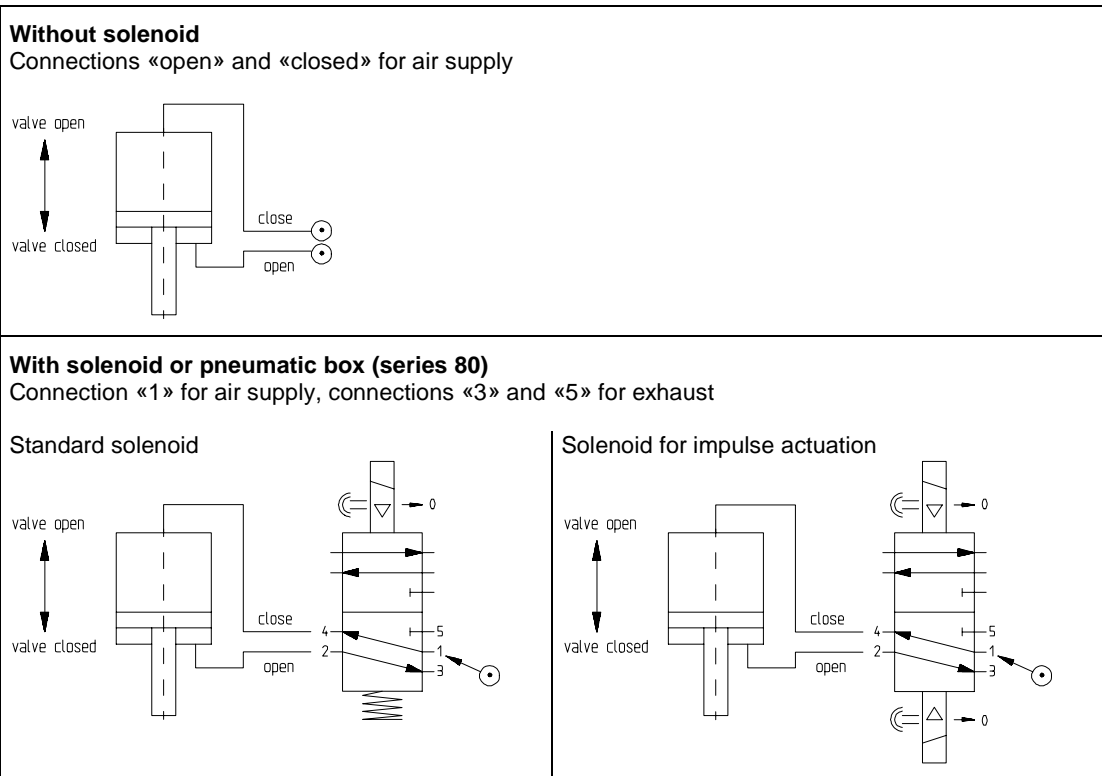 Without solenoid
Connections «open» and «closed» for air supply
valve open
valve closed
close
open
With solenoid or pneumatic box (series 80)
Connection «1» for air supply, connections «3» and «5» for exhaust
Standard solenoid
0
valve open
valve closed
close
open
4
2
5
1
3
Solenoid for impulse actuation
0
valve open
valve closed
close
open
4
2
5
1
3
0